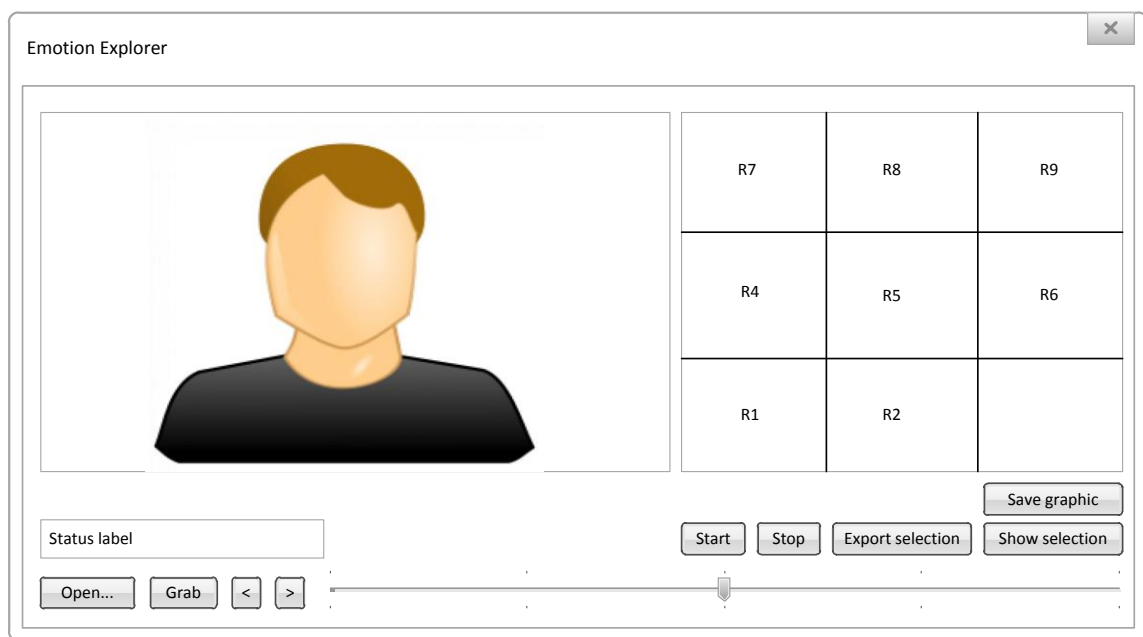 Emotion Explorer
R7 R8 R9
R4 R5 R6
R1 R2
Save graphic
Status label
Start Stop Export selection Show selection
Open... Grab < >